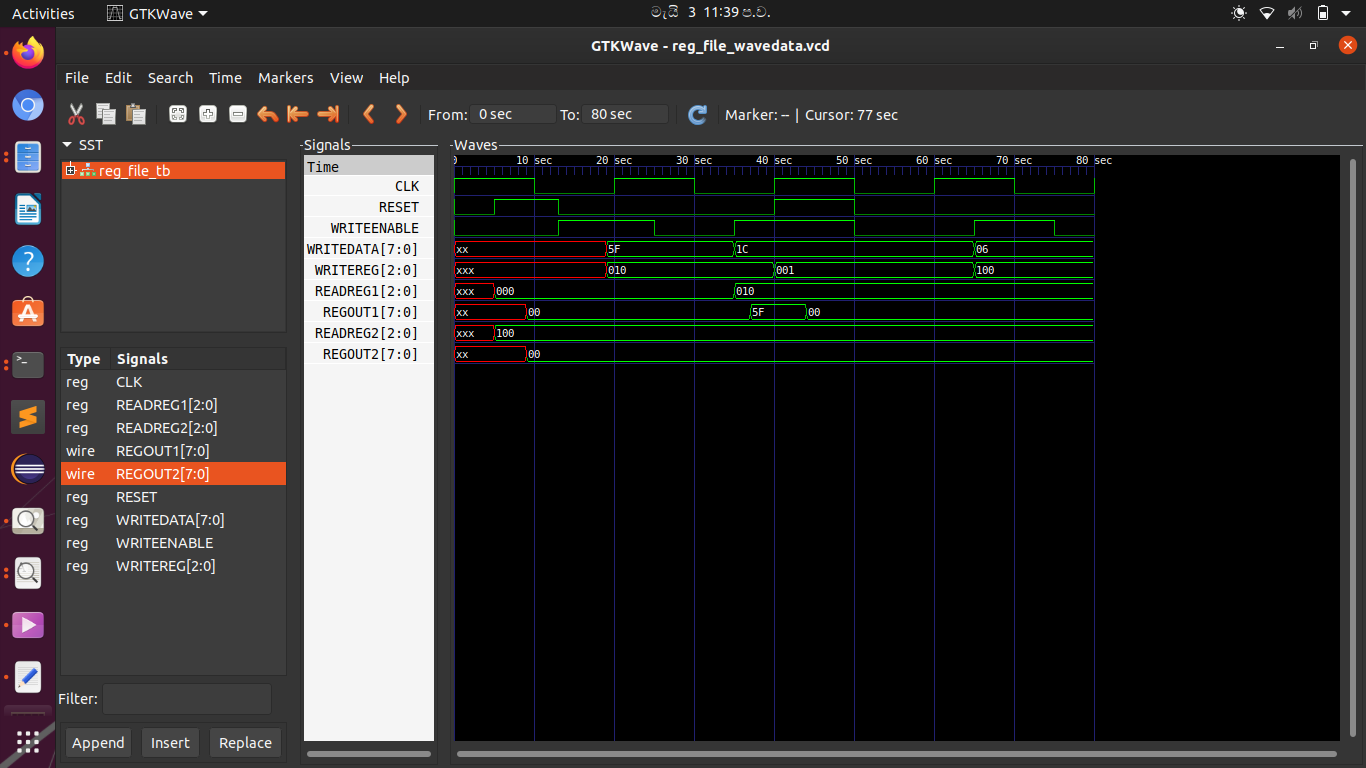 Activities GTKWave මැයි 3 11:39 ප.ව.
GTKWave - reg_file_wavedata.vcd
File Edit Search Time Markers View Help
From: 0 sec To: 80 sec Marker: -- | Cursor: 77 sec
SST
reg_file_tb
Type Signals
reg CLK
reg READREG1[2:0]
reg READREG2[2:0]
wire REGOUT1[7:0]
wire REGOUT2[7:0]
reg RESET
reg WRITEDATA[7:0]
reg WRITEENABLE
reg WRITEREG[2:0]
Filter:
Append Insert Replace
Signals
Time
CLK
RESET
WRITEENABLE
WRITEDATA[7:0]
WRITEREG[2:0]
READREG1[2:0]
REGOUT1[7:0]
READREG2[2:0]
REGOUT2[7:0]
Waves
0 10 sec 20 sec 30 sec 40 sec 50 sec 60 sec 70 sec 80 sec
xx 5F 1C 06
xxx 010 001 100
xxx 000 010
xx 00 5F 00
xxx 100
xx 00